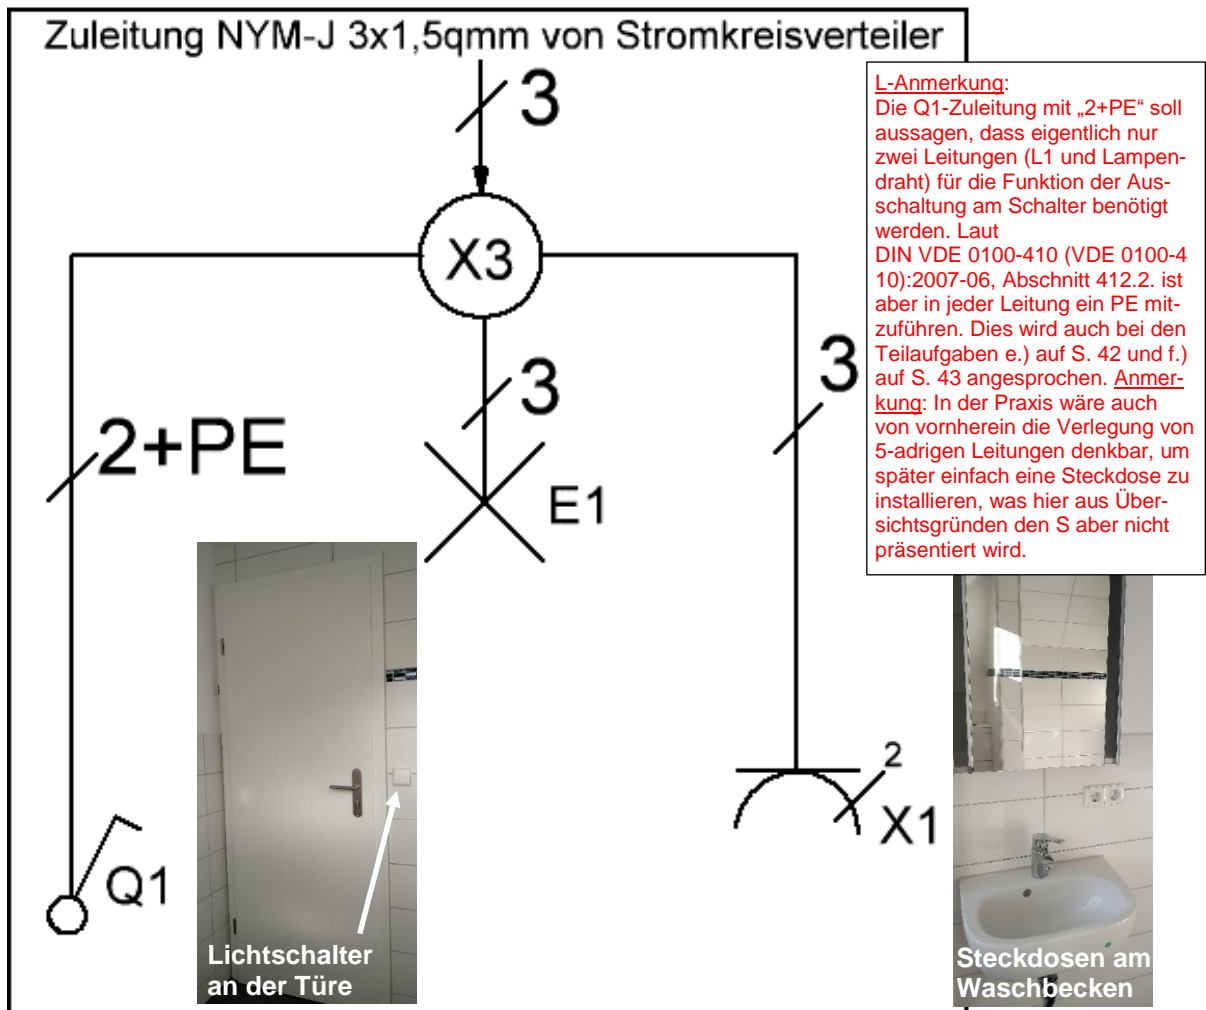 Zuleitung NYM-J 3x1,5qmm von Stromkreisverteiler
3
X3
3
3
2+PE
E1
2
X1
Q1
Lichtschalter
an der Türe
Steckdosen am
Waschbecken
L-Anmerkung:
Die Q1-Zuleitung mit „2+PE“ soll
aussagen, dass eigentlich nur
zwei Leitungen (L1 und Lampen-
draht) für die Funktion der Aus-
schaltung am Schalter benötigt
werden. Laut
DIN VDE 0100-410 (VDE 0100-4
10):2007-06, Abschnitt 412.2. ist
aber in jeder Leitung ein PE mit-
zuführen. Dies wird auch bei den
Teilaufgaben e.) auf S. 42 und f.)
auf S. 43 angesprochen. Anmer-
kung: In der Praxis wäre auch
von vornherein die Verlegung von
5-adrigen Leitungen denkbar, um
später einfach eine Steckdose zu
installieren, was hier aus Über-
sichtsgründen den S aber nicht
präsentiert wird.